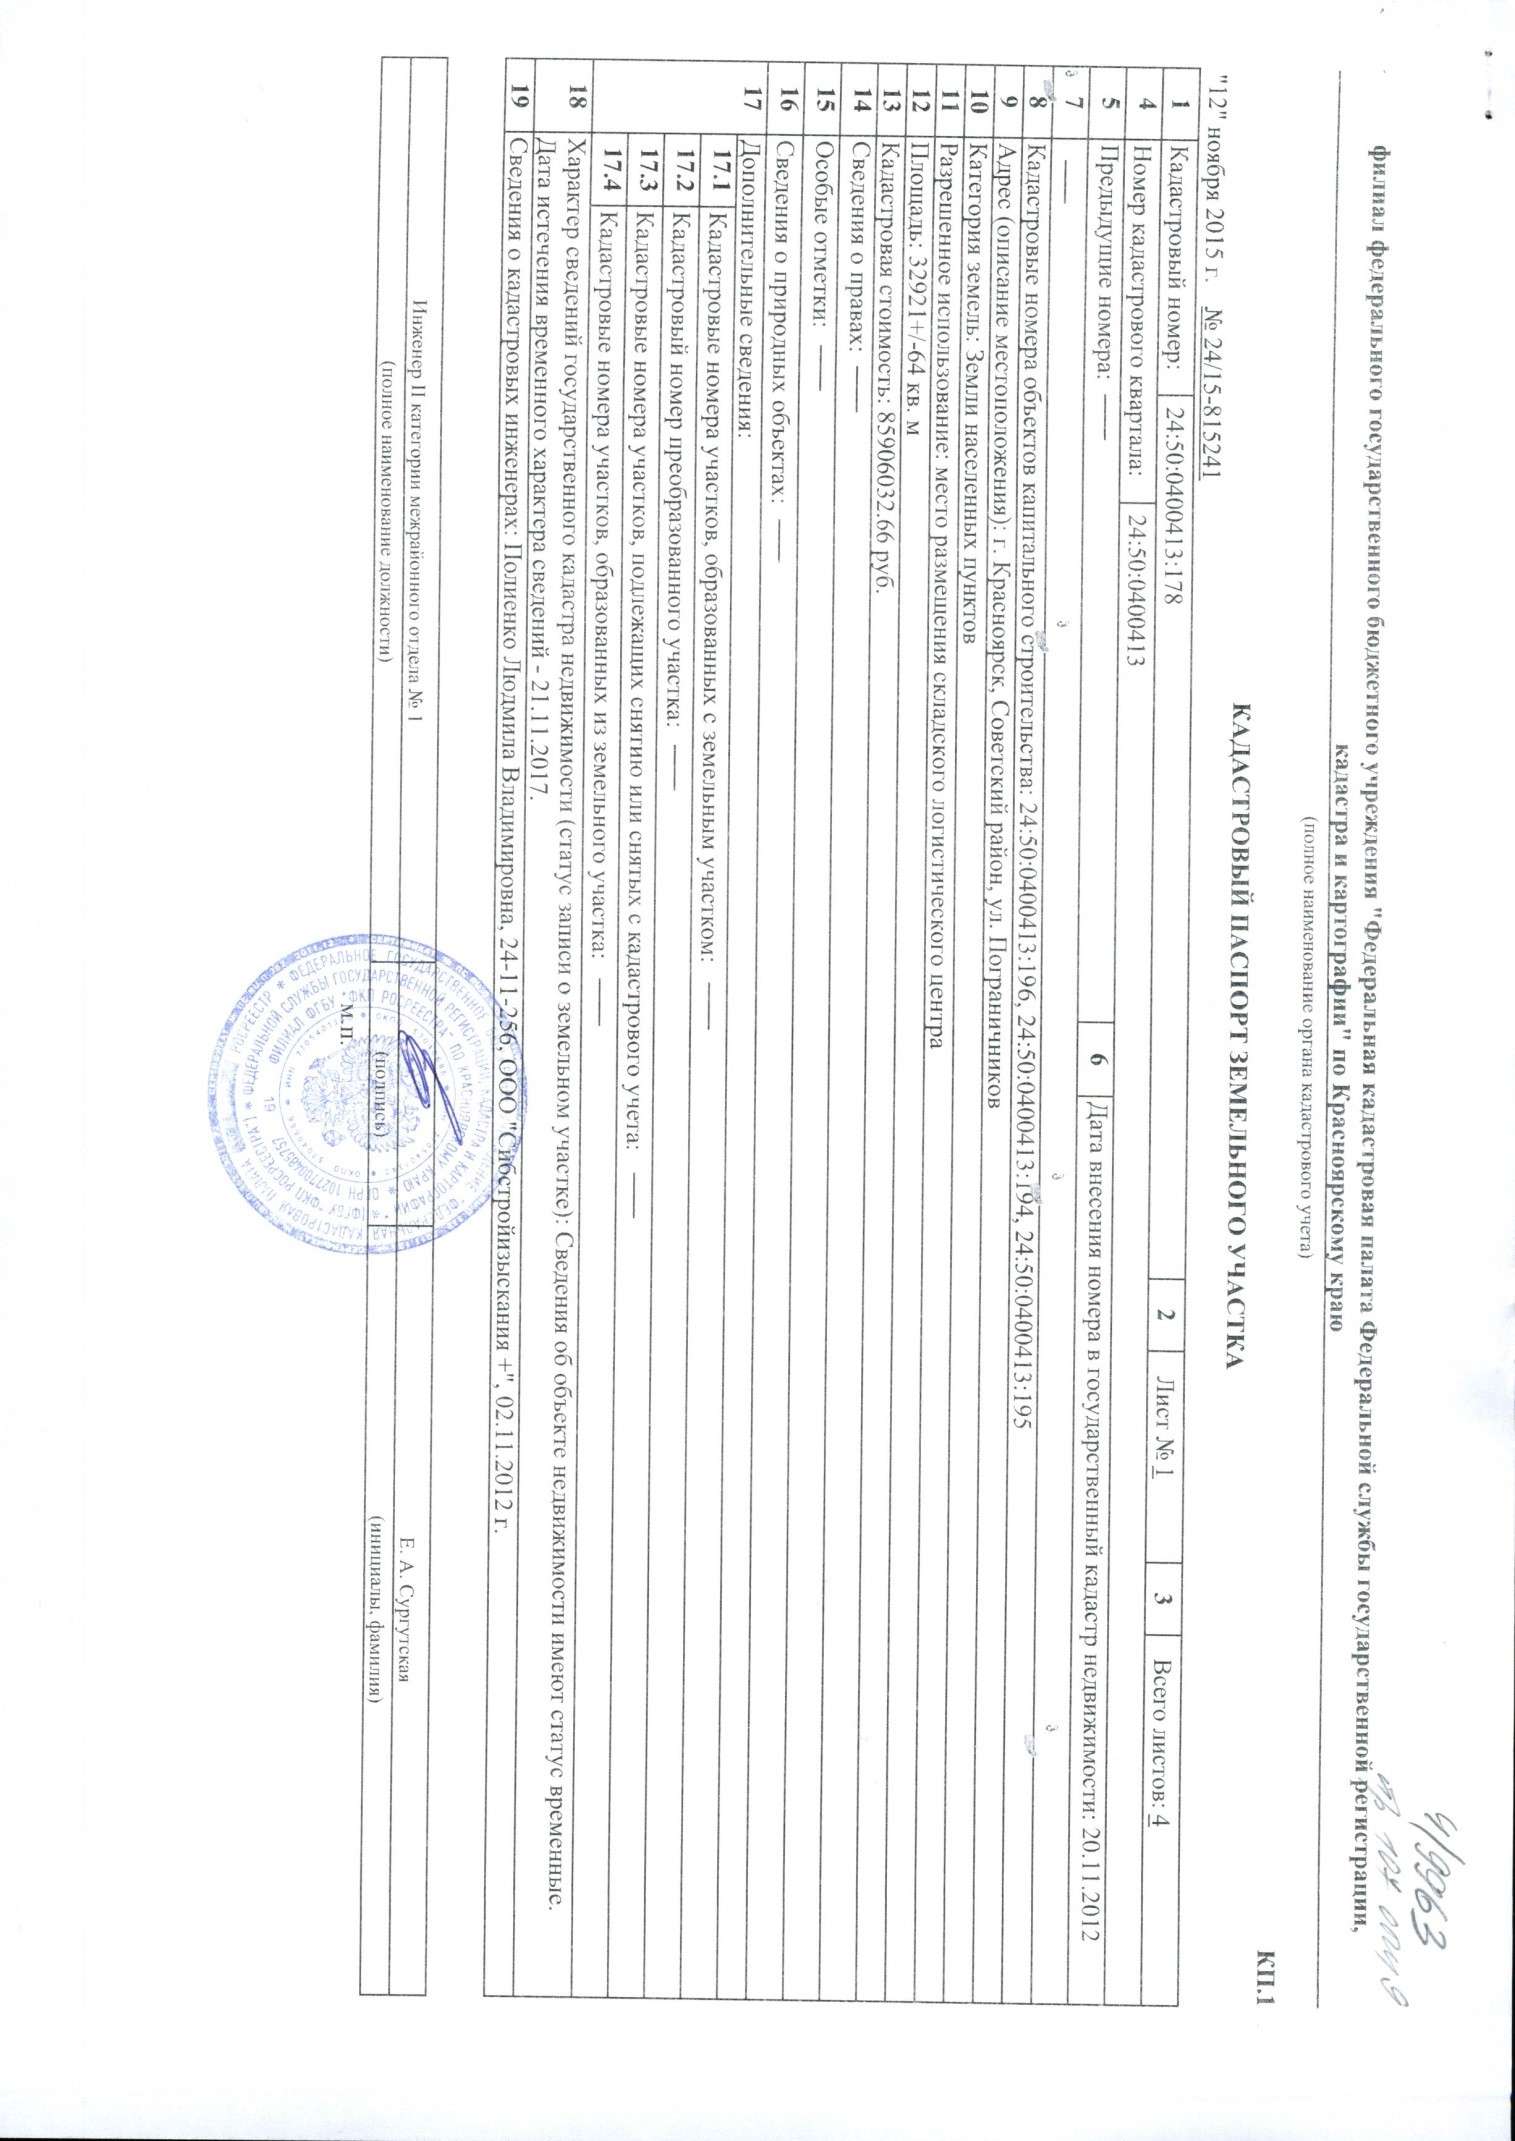 филиал федерального государственного бюджетного учреждения "Федеральная кадастровая палата Федеральной службы государственной регистрации,
кадастра и картографии" по Красноярскому краю
(полное наименование органа кадастрового учета)
КП.1
КАДАСТРОВЫЙ ПАСПОРТ ЗЕМЕЛЬНОГО УЧАСТКА
"12" ноября 2015 г. № 24/15-815241
1 Кадастровый номер: 24:50:0400413:178 2 Лист № 1 3 Всего листов: 4
4 Номер кадастрового квартала: 24:50:0400413
5 Предыдущие номера: —— 6 Дата внесения номера в государственный кадастр недвижимости: 20.11.2012
7 ——
8 Кадастровые номера объектов капитального строительства: 24:50:0400413:196, 24:50:0400413:194, 24:50:0400413:195
9 Адрес (описание местоположения): г. Красноярск, Советский район, ул. Пограничников
10 Категория земель: Земли населенных пунктов
11 Разрешенное использование: место размещения складского логистического центра
12 Площадь: 32921+/-64 кв. м
13 Кадастровая стоимость: 85906032.66 руб.
14 Сведения о правах: ——
15 Особые отметки: ——
16 Сведения о природных объектах: ——
17 Дополнительные сведения:
17.1 Кадастровые номера участков, образованных с земельным участком: ——
17.2 Кадастровый номер преобразованного участка: ——
17.3 Кадастровые номера участков, подлежащих снятию или снятых с кадастрового учета: ——
17.4 Кадастровые номера участков, образованных из земельного участка: ——
18 Характер сведений государственного кадастра недвижимости (статус записи о земельном участке): Сведения об объекте недвижимости имеют статус временные.
Дата истечения временного характера сведений - 21.11.2017.
19 Сведения о кадастровых инженерах: Полиенко Людмила Владимировна, 24-11-256, ООО "Сибстройизыскания +", 02.11.2012 г.
Инженер II категории межрайонного отдела № 1 Е. А. Сургутская
(полное наименование должности) (подпись) (инициалы, фамилия)
М.П.